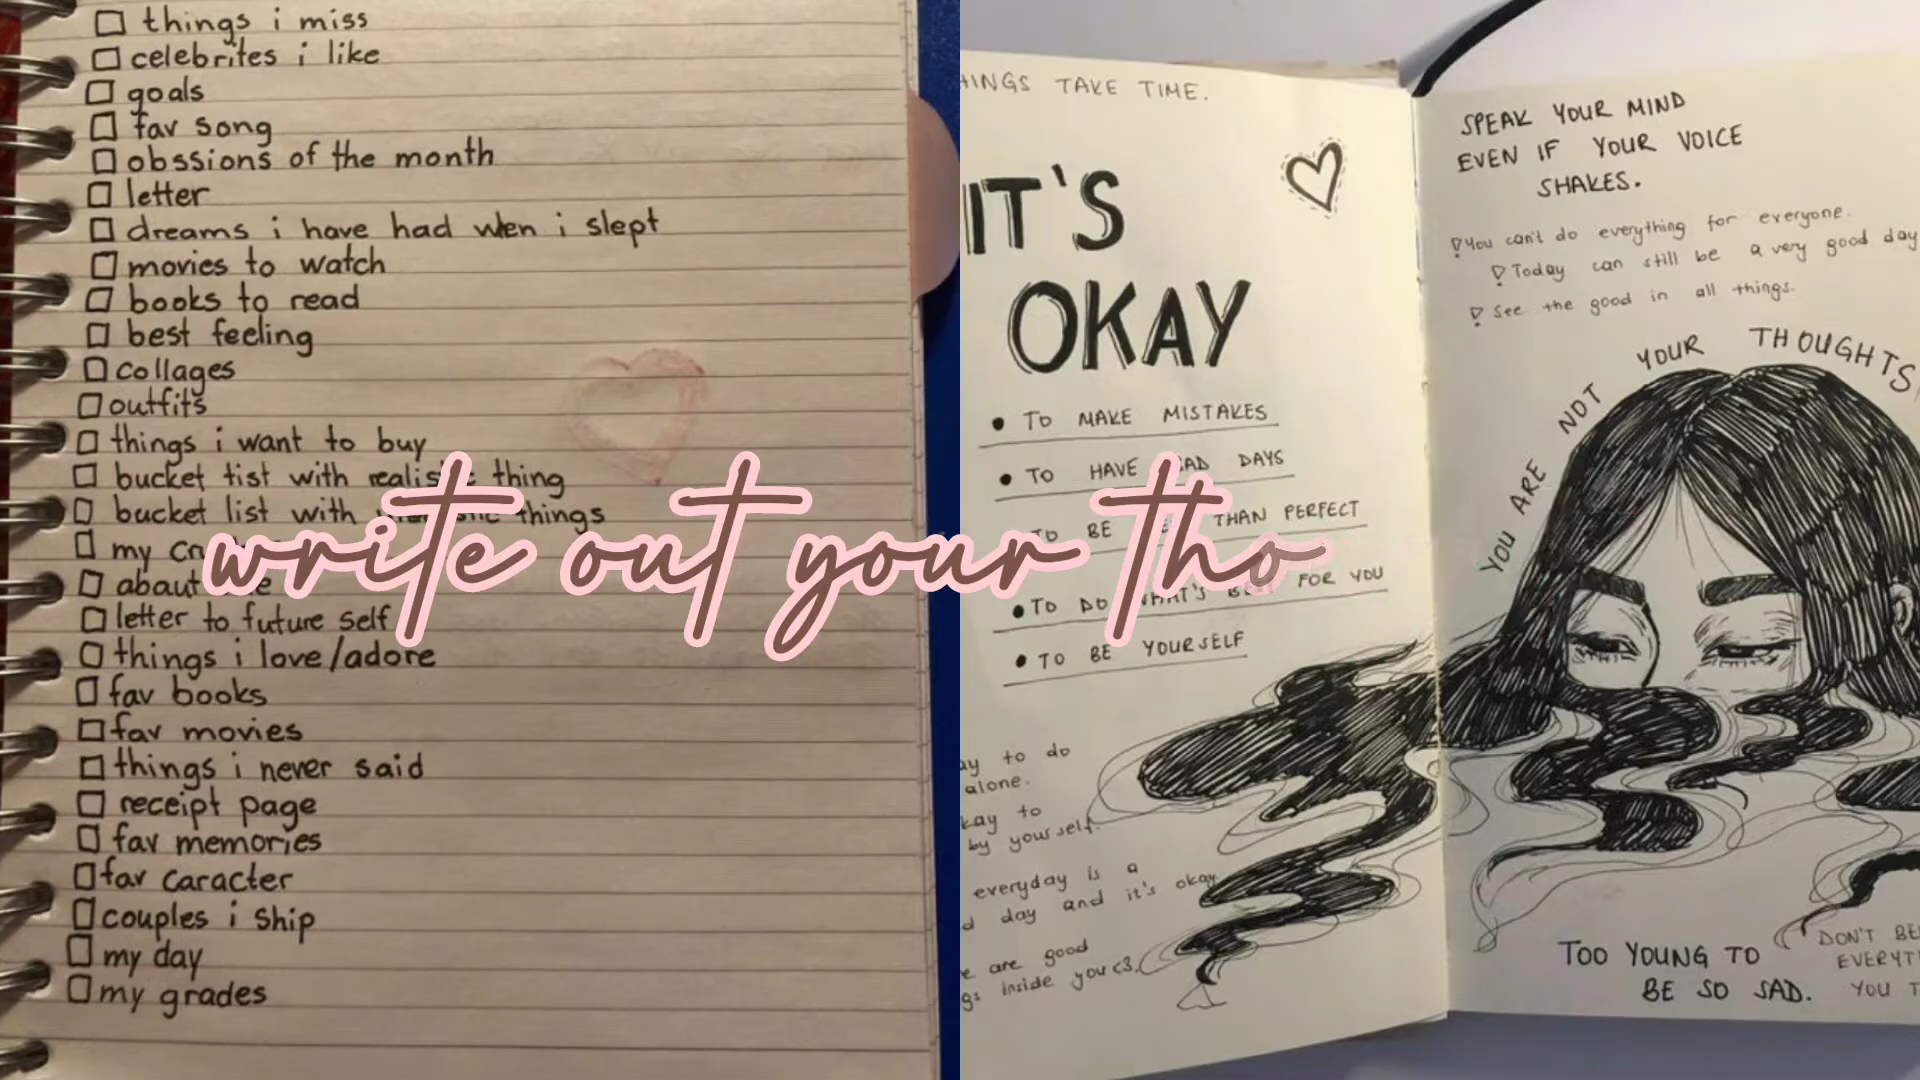 things i miss
celebrites i like
goals
fav song
obssions of the month
letter
dreams i have had when i slept
movies to watch
books to read
best feeling
collages
outfits
things i want to buy
bucket tist with realistic thing
bucket list with things
my
about
letter to future self
things i love/adore
fav books
fav movies
things i never said
receipt page
fav memories
fav caracter
couples i ship
my day
my grades
write out your tho
TAKE TIME.
IT'S
OKAY
• TO MAKE MISTAKES
• TO HAVE BAD DAYS
TO BE THAN PERFECT
• TO DO WHAT'S BEST FOR YOU
• TO BE YOURSELF
to do
alone.
to
by yourself.
everyday is a
day and it's okay
are good
inside you <3.
SPEAK YOUR MIND
EVEN IF YOUR VOICE
SHAKES.
You can't do everything for everyone.
Today can still be a very good day
See the good in all things.
YOU ARE NOT YOUR THOUGHTS
TOO YOUNG TO
BE SO SAD.
DON'T
YOU